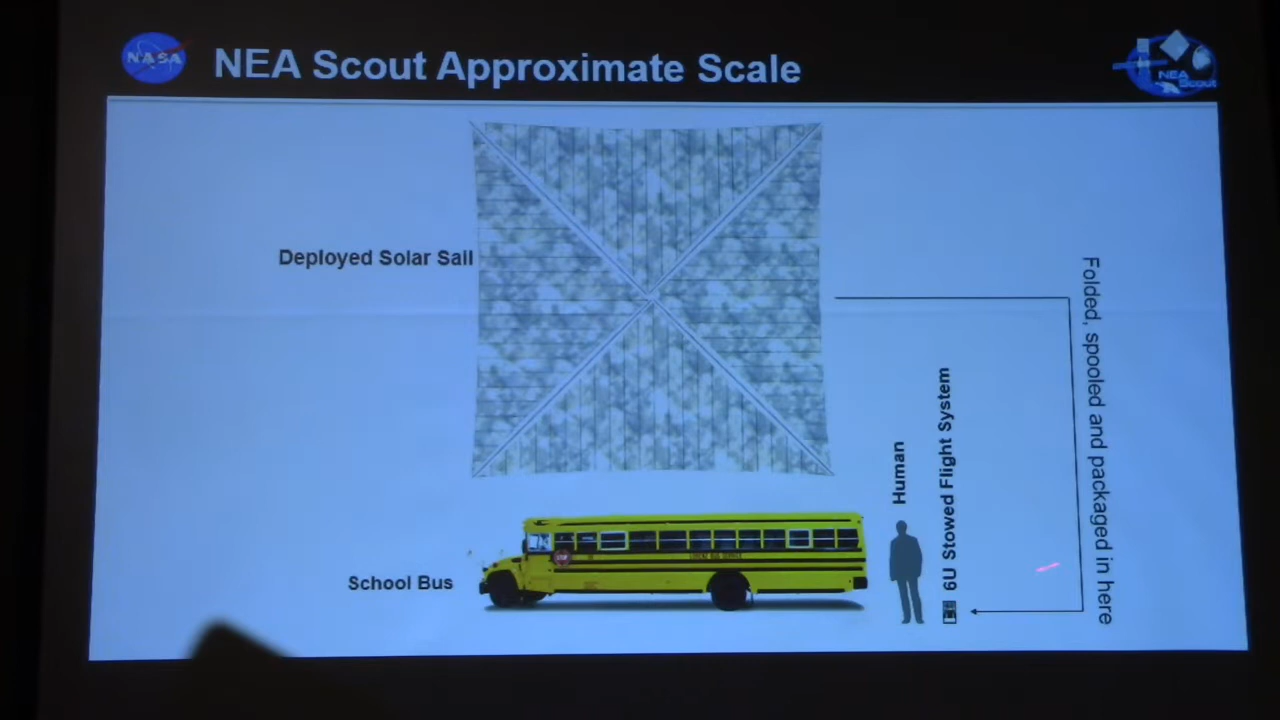 NASA
NEA Scout Approximate Scale
NEA
Scout
Deployed Solar Sail
Folded, spooled and packaged in here
Human
6U Stowed Flight System
School Bus